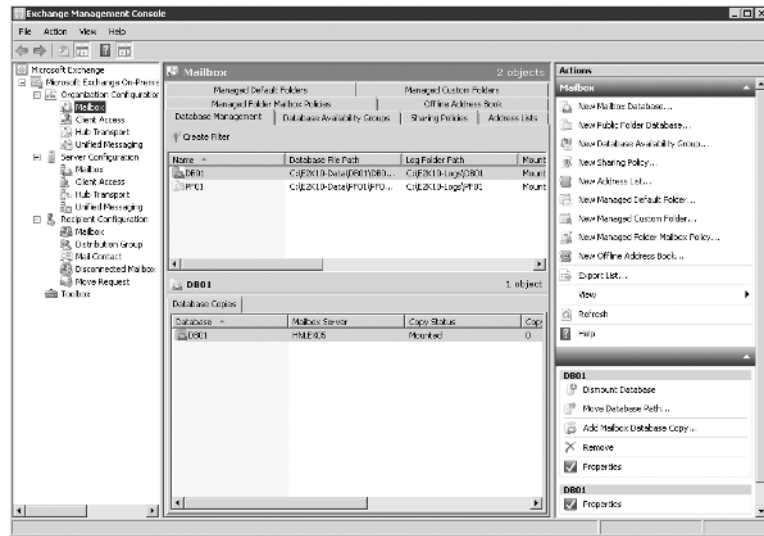 Exchange Management Console
File Action View Help
Microsoft Exchange
Microsoft Exchange On-Premis
Organization Configuration
Mailbox
Client Access
Hub Transport
Unified Messaging
Server Configuration
Mailbox
Client Access
Hub Transport
Unified Messaging
Recipient Configuration
Mailbox
Distribution Group
Mail Contact
Disconnected Mailbox
Move Request
Toolbox
Mailbox 2 objects
Managed Default Folders Managed Custom Folders
Managed Folder Mailbox Policies Offline Address Book
Database Management Database Availability Groups Sharing Policies Address Lists
Create Filter
Name Database File Path Log Folder Path Mount
DB01 C:\E2K10-Data\DB01\DB0... C:\E2K10-Logs\DB01 Mount
PF01 C:\E2K10-Data\PF01\PF0... C:\E2K10-Logs\PF01 Mount
DB01 1 object
Database Copies
Database Mailbox Server Copy Status Copy
DB01 HNLEX05 Mounted 0
Actions
Mailbox
New Mailbox Database...
New Public Folder Database...
New Database Availability Group...
New Sharing Policy...
New Address List...
New Managed Default Folder...
New Managed Custom Folder...
New Managed Folder Mailbox Policy...
New Offline Address Book...
Export List...
View
Refresh
Help
DB01
Dismount Database
Move Database Path...
Add Mailbox Database Copy...
Remove
Properties
DB01
Properties